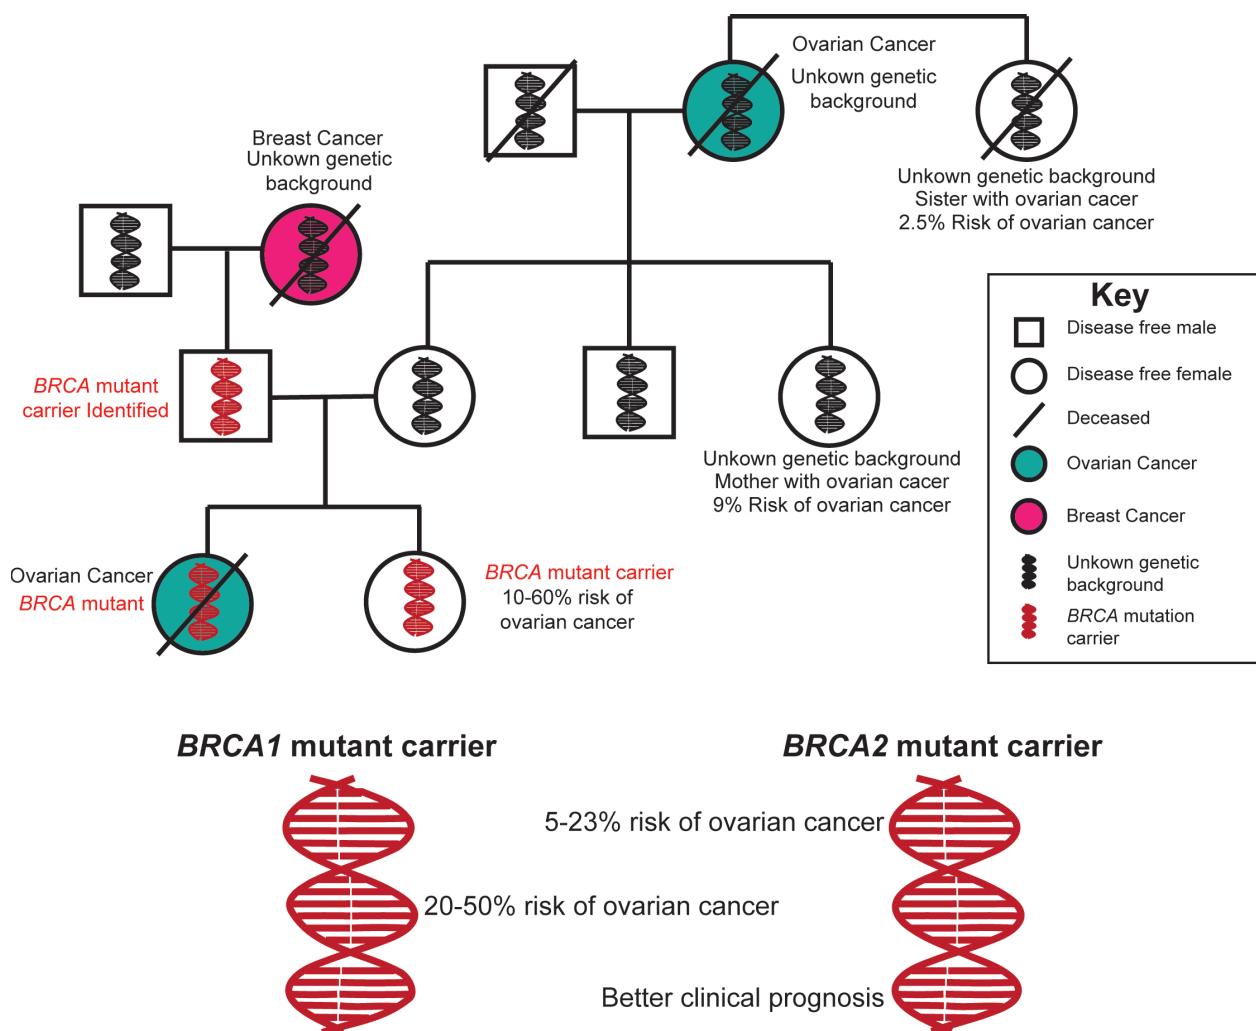 Ovarian Cancer
Unkown genetic
background
Breast Cancer
Unkown genetic
background
Unkown genetic background
Sister with ovarian cacer
2.5% Risk of ovarian cancer
BRCA mutant
carrier Identified
Unkown genetic background
Mother with ovarian cacer
9% Risk of ovarian cancer
Ovarian Cancer
BRCA mutant
BRCA mutant carrier
10-60% risk of
ovarian cancer
Key
Disease free male
Disease free female
Deceased
Ovarian Cancer
Breast Cancer
Unkown genetic
background
BRCA mutation
carrier
BRCA1 mutant carrier
20-50% risk of ovarian cancer
BRCA2 mutant carrier
5-23% risk of ovarian cancer
Better clinical prognosis